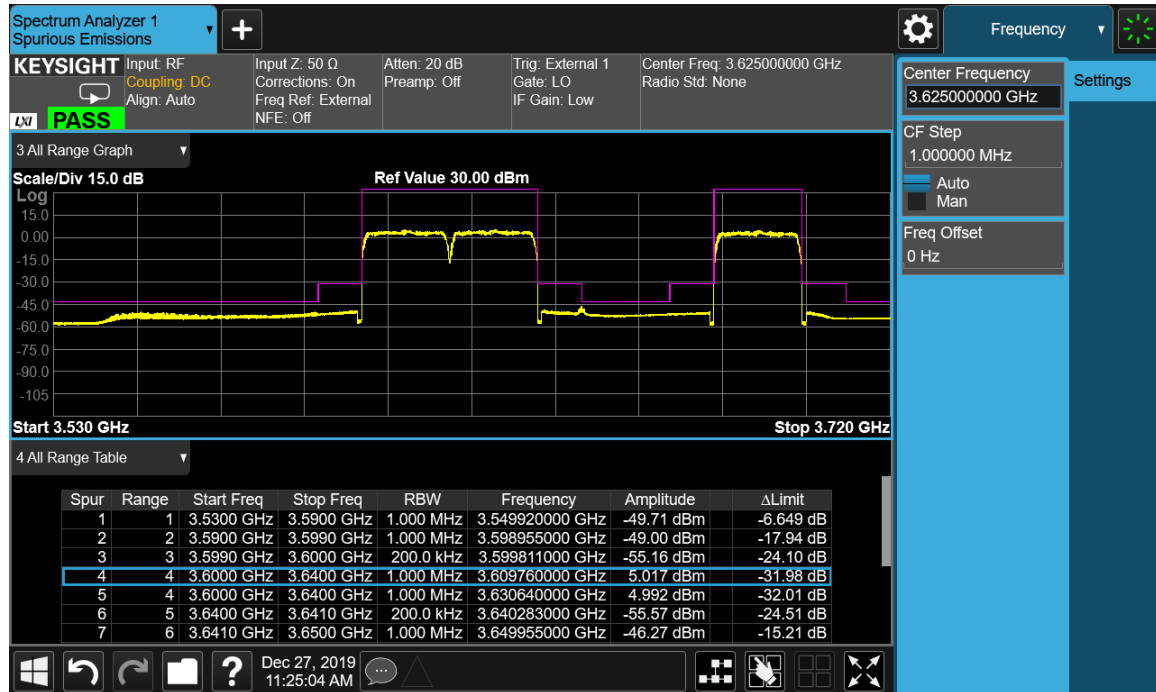 Spectrum Analyzer 1
Spurious Emissions
+
Frequency
KEYSIGHT
Input: RF
Coupling: DC
Align: Auto
Input Z: 50 Ω
Corrections: On
Freq Ref: External
NFE: Off
Atten: 20 dB
Preamp: Off
Trig: External 1
Gate: LO
IF Gain: Low
Center Freq: 3.625000000 GHz
Radio Std: None
LXI
PASS
Center Frequency
3.625000000 GHz
Settings
CF Step
1.000000 MHz
Auto
Man
Freq Offset
0 Hz
3 All Range Graph
Scale/Div 15.0 dB
Ref Value 30.00 dBm
Log
15.0
0.00
-15.0
-30.0
-45.0
-60.0
-75.0
-90.0
-105
Start 3.530 GHz
Stop 3.720 GHz
4 All Range Table
Spur Range Start Freq Stop Freq RBW Frequency Amplitude ΔLimit
1 1 3.5300 GHz 3.5900 GHz 1.000 MHz 3.549920000 GHz -49.71 dBm -6.649 dB
2 2 3.5900 GHz 3.5990 GHz 1.000 MHz 3.598955000 GHz -49.00 dBm -17.94 dB
3 3 3.5990 GHz 3.6000 GHz 200.0 kHz 3.599811000 GHz -55.16 dBm -24.10 dB
4 4 3.6000 GHz 3.6400 GHz 1.000 MHz 3.609760000 GHz 5.017 dBm -31.98 dB
5 4 3.6000 GHz 3.6400 GHz 1.000 MHz 3.630640000 GHz 4.992 dBm -32.01 dB
6 5 3.6400 GHz 3.6410 GHz 200.0 kHz 3.640283000 GHz -55.57 dBm -24.51 dB
7 6 3.6410 GHz 3.6500 GHz 1.000 MHz 3.649955000 GHz -46.27 dBm -15.21 dB
?
Dec 27, 2019
11:25:04 AM